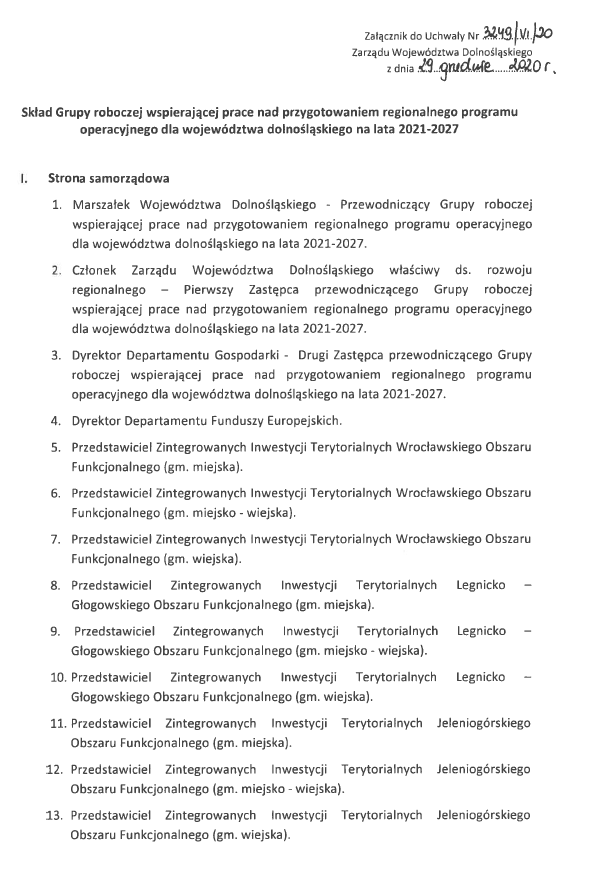 Załącznik do Uchwały Nr 3249/VI/20
Zarządu Województwa Dolnośląskiego
z dnia 29 grudnia 2020 r.
Skład Grupy roboczej wspierającej prace nad przygotowaniem regionalnego programu
operacyjnego dla województwa dolnośląskiego na lata 2021-2027
I. Strona samorządowa
1. Marszałek Województwa Dolnośląskiego - Przewodniczący Grupy roboczej
wspierającej prace nad przygotowaniem regionalnego programu operacyjnego
dla województwa dolnośląskiego na lata 2021-2027.
2. Członek Zarządu Województwa Dolnośląskiego właściwy ds. rozwoju
regionalnego – Pierwszy Zastępca przewodniczącego Grupy roboczej
wspierającej prace nad przygotowaniem regionalnego programu operacyjnego
dla województwa dolnośląskiego na lata 2021-2027.
3. Dyrektor Departamentu Gospodarki - Drugi Zastępca przewodniczącego Grupy
roboczej wspierającej prace nad przygotowaniem regionalnego programu
operacyjnego dla województwa dolnośląskiego na lata 2021-2027.
4. Dyrektor Departamentu Funduszy Europejskich.
5. Przedstawiciel Zintegrowanych Inwestycji Terytorialnych Wrocławskiego Obszaru
Funkcjonalnego (gm. miejska).
6. Przedstawiciel Zintegrowanych Inwestycji Terytorialnych Wrocławskiego Obszaru
Funkcjonalnego (gm. miejsko - wiejska).
7. Przedstawiciel Zintegrowanych Inwestycji Terytorialnych Wrocławskiego Obszaru
Funkcjonalnego (gm. wiejska).
8. Przedstawiciel Zintegrowanych Inwestycji Terytorialnych Legnicko –
Głogowskiego Obszaru Funkcjonalnego (gm. miejska).
9. Przedstawiciel Zintegrowanych Inwestycji Terytorialnych Legnicko –
Głogowskiego Obszaru Funkcjonalnego (gm. miejsko - wiejska).
10. Przedstawiciel Zintegrowanych Inwestycji Terytorialnych Legnicko –
Głogowskiego Obszaru Funkcjonalnego (gm. wiejska).
11. Przedstawiciel Zintegrowanych Inwestycji Terytorialnych Jeleniogórskiego
Obszaru Funkcjonalnego (gm. miejska).
12. Przedstawiciel Zintegrowanych Inwestycji Terytorialnych Jeleniogórskiego
Obszaru Funkcjonalnego (gm. miejsko - wiejska).
13. Przedstawiciel Zintegrowanych Inwestycji Terytorialnych Jeleniogórskiego
Obszaru Funkcjonalnego (gm. wiejska).